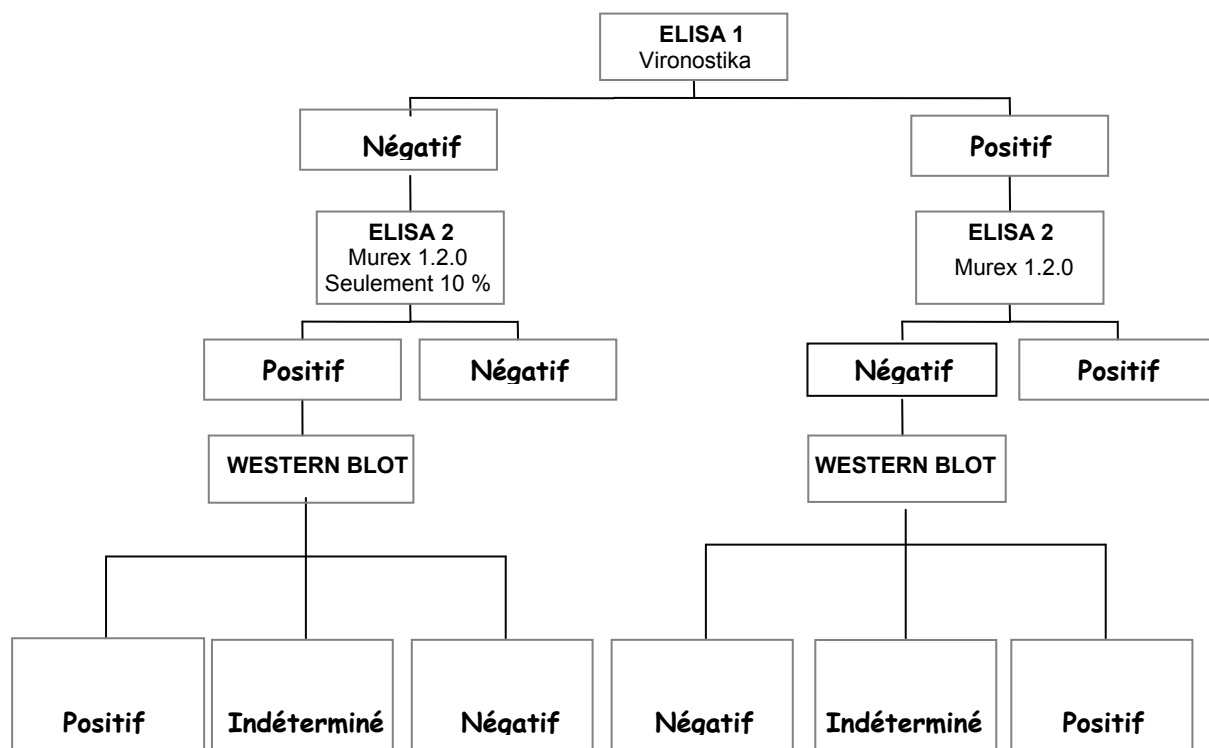 ELISA 1
Vironostika
Négatif
Positif
ELISA 2
Murex 1.2.0
Seulement 10 %
ELISA 2
Murex 1.2.0
Positif
Négatif
Négatif
Positif
WESTERN BLOT
WESTERN BLOT
Positif
Indéterminé
Négatif
Négatif
Indéterminé
Positif